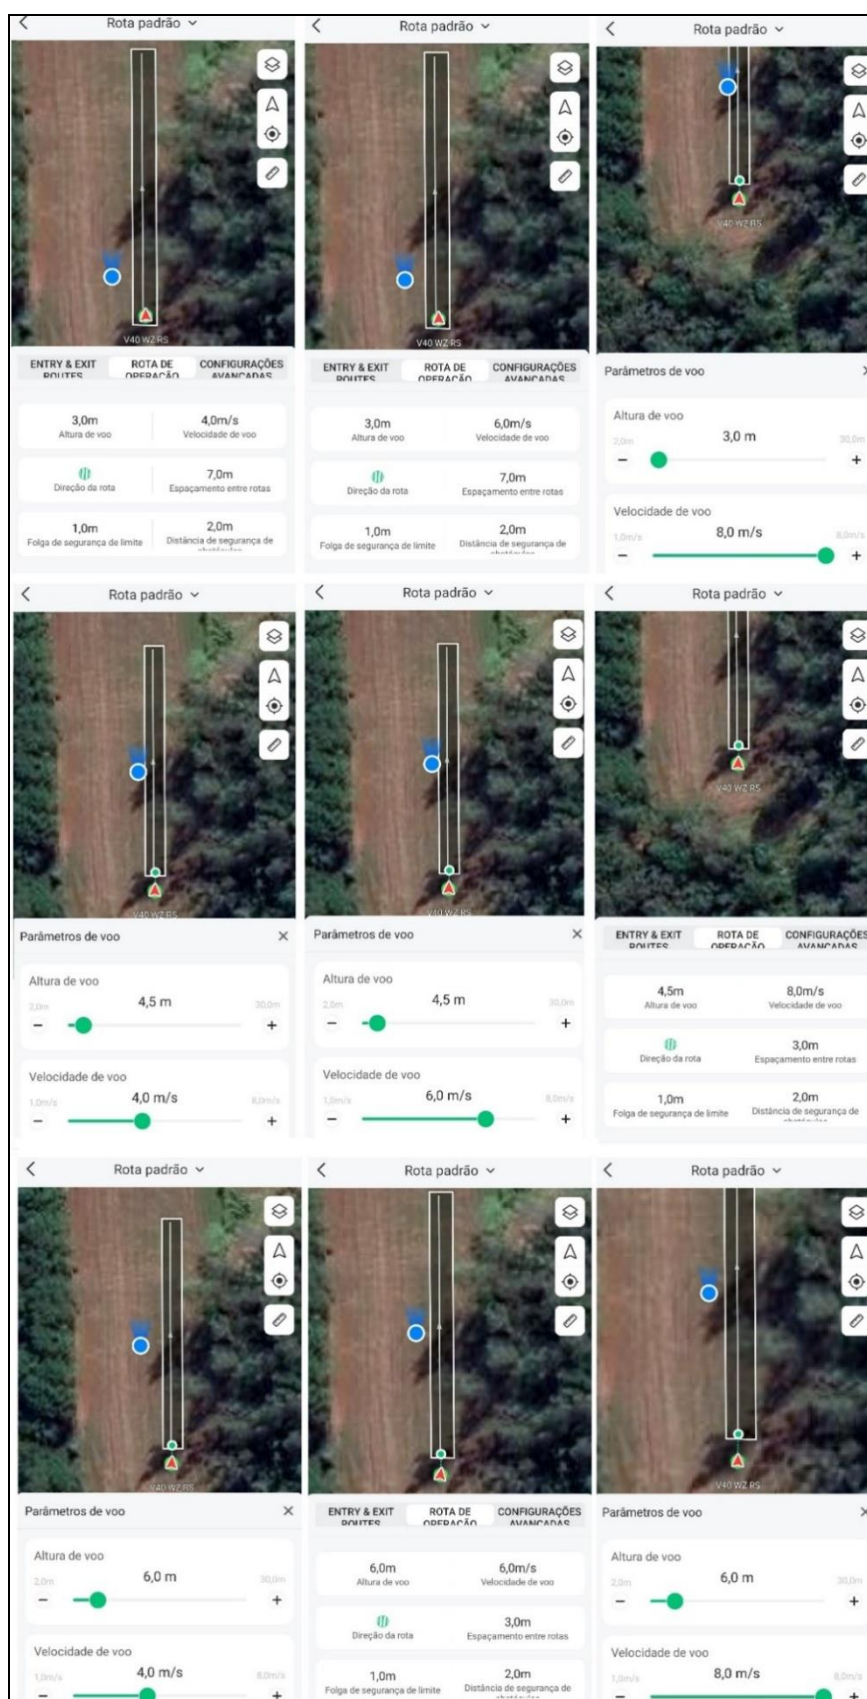 Rota padrão
V40 WZ RS
ENTRY & EXIT ROUTES
ROTA DE OPERAÇÃO
CONFIGURAÇÕES AVANÇADAS
3,0m
Altura de voo
4,0m/s
Velocidade de voo
Direção da rota
7,0m
Espaçamento entre rotas
1,0m
Folga de segurança de limite
2,0m
Distância de segurança de
Rota padrão
V40 WZ RS
ENTRY & EXIT ROUTES
ROTA DE OPERAÇÃO
CONFIGURAÇÕES AVANÇADAS
3,0m
Altura de voo
6,0m/s
Velocidade de voo
Direção da rota
7,0m
Espaçamento entre rotas
1,0m
Folga de segurança de limite
2,0m
Distância de segurança de
Rota padrão
V40 WZ RS
Parâmetros de voo
Altura de voo
2,0m
3,0 m
30,0m
Velocidade de voo
1,0m/s
8,0 m/s
8,0m/s
Rota padrão
V40 WZ RS
Parâmetros de voo
Altura de voo
2,0m
4,5 m
30,0m
Velocidade de voo
1,0m/s
4,0 m/s
8,0m/s
Rota padrão
V40 WZ RS
Parâmetros de voo
Altura de voo
2,0m
4,5 m
30,0m
Velocidade de voo
1,0m/s
6,0 m/s
8,0m/s
Rota padrão
V40 WZ RS
ENTRY & EXIT ROUTES
ROTA DE OPERAÇÃO
CONFIGURAÇÕES AVANÇADAS
4,5m
Altura de voo
8,0m/s
Velocidade de voo
Direção da rota
3,0m
Espaçamento entre rotas
1,0m
Folga de segurança de limite
2,0m
Distância de segurança de
Rota padrão
V40 WZ RS
Parâmetros de voo
Altura de voo
2,0m
6,0 m
30,0m
Velocidade de voo
1,0m/s
4,0 m/s
8,0m/s
Rota padrão
ENTRY & EXIT ROUTES
ROTA DE OPERAÇÃO
CONFIGURAÇÕES AVANÇADAS
6,0m
Altura de voo
6,0m/s
Velocidade de voo
Direção da rota
3,0m
Espaçamento entre rotas
1,0m
Folga de segurança de limite
2,0m
Distância de segurança de
Rota padrão
V40 WZ RS
Parâmetros de voo
Altura de voo
2,0m
6,0 m
30,0m
Velocidade de voo
1,0m/s
8,0 m/s
8,0m/s